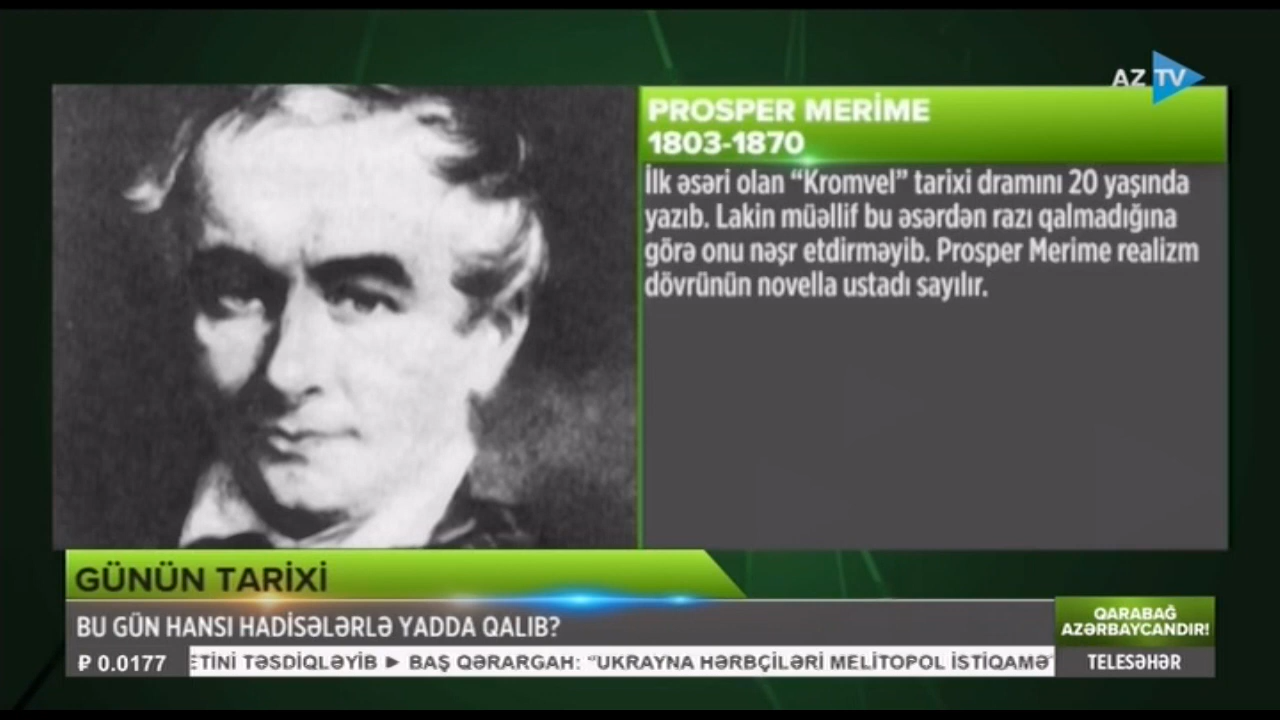 AZ TV
PROSPER MERİME
1803-1870
İlk əsəri olan “Kromvel” tarixi dramını 20 yaşında
yazıb. Lakin müəllif bu əsərdən razı qalmadığına
görə onu nəşr etdirməyib. Prosper Merime realizm
dövrünün novella ustadı sayılır.
GÜNÜN TARİXİ
BU GÜN HANSI HADİSƏLƏRLƏ YADDA QALIB?
QARABAĞ
AZƏRBAYCANDIR!
₽ 0.0177
ETİNİ TƏSDİQLƏYİB ► BAŞ QƏRARGAH: “UKRAYNA HƏRBÇİLƏRİ MELİTOPOL İSTİQAMƏ
TELESƏHƏR